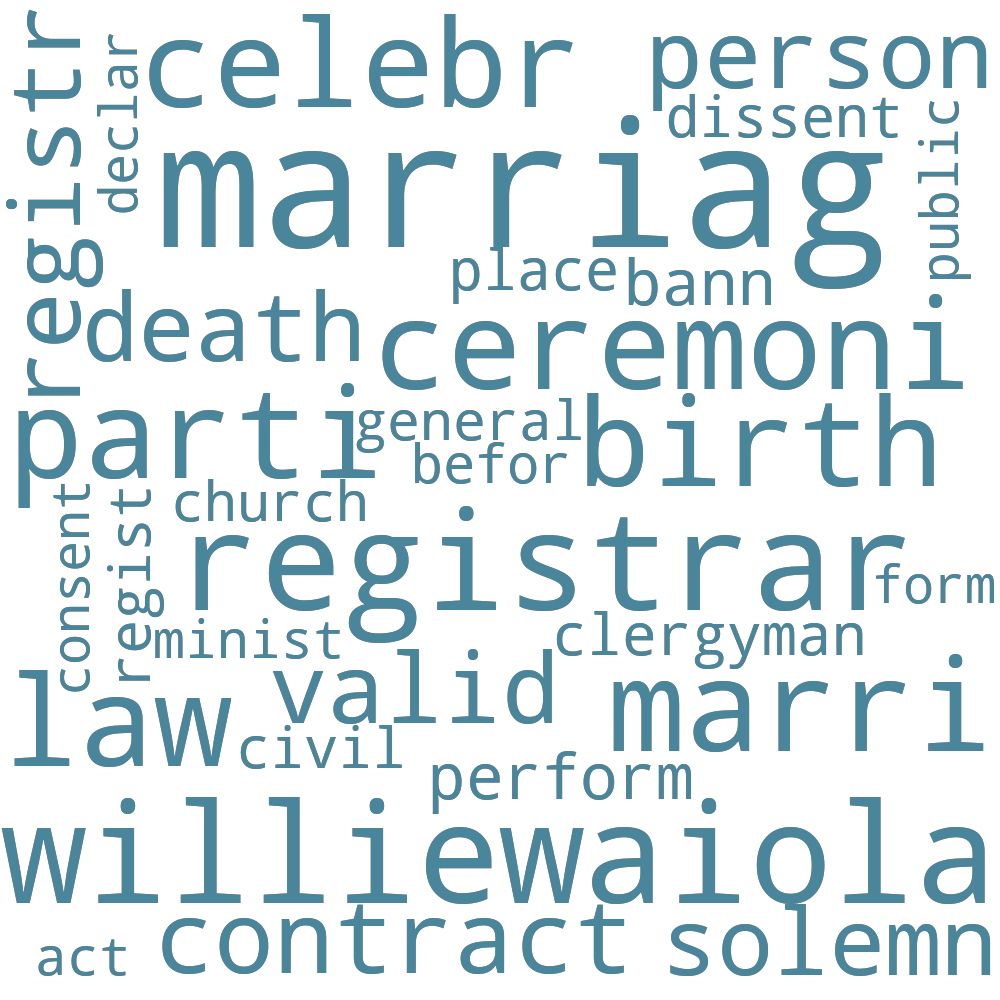 celebr
person
registr
declar
dissent
public
marriag
place
bann
death
ceremoni
parti
general
birth
befor
church
consent
regist
registrar
form
minist
clergyman
valid
marri
law
civil
perform
williewaiola
contract
solemn
act